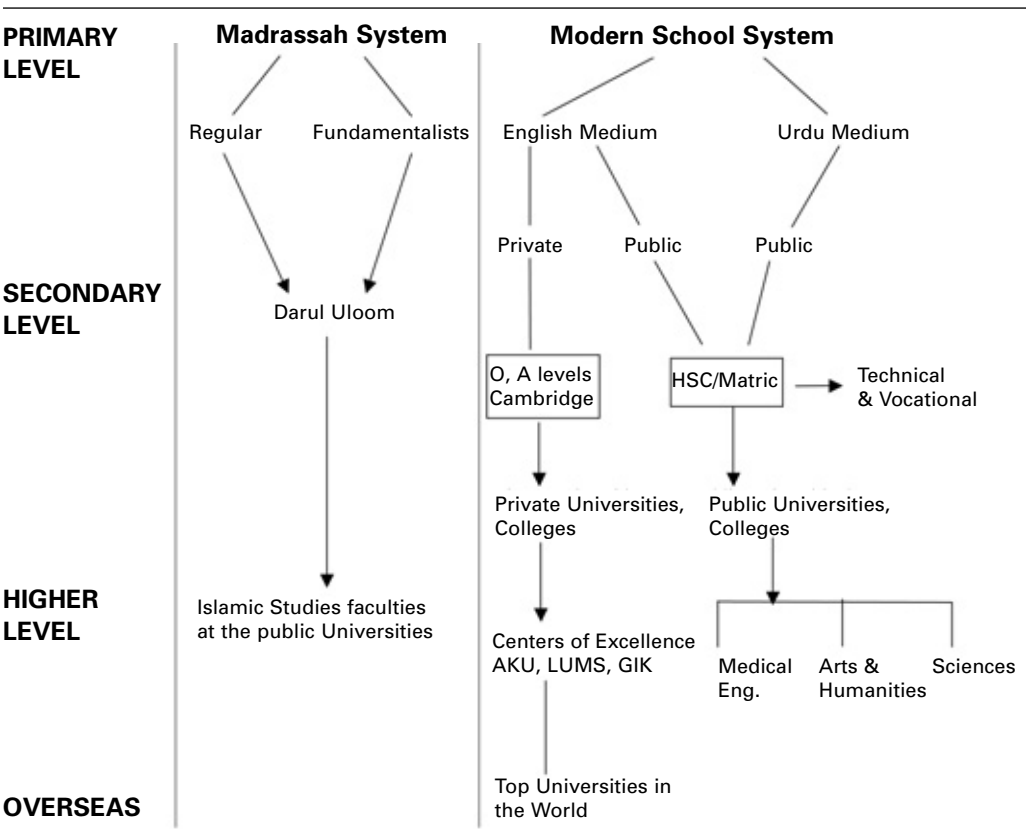 PRIMARY
LEVEL
Madrassah System
Modern School System
Regular
Fundamentalists
English Medium
Urdu Medium
Private
Public
Public
SECONDARY
LEVEL
Darul Uloom
O, A levels
Cambridge
HSC/Matric
Technical
& Vocational
Private Universities,
Colleges
Public Universities,
Colleges
HIGHER
LEVEL
Islamic Studies faculties
at the public Universities
Centers of Excellence
AKU, LUMS, GIK
Medical
Eng.
Arts &
Humanities
Sciences
OVERSEAS
Top Universities in
the World